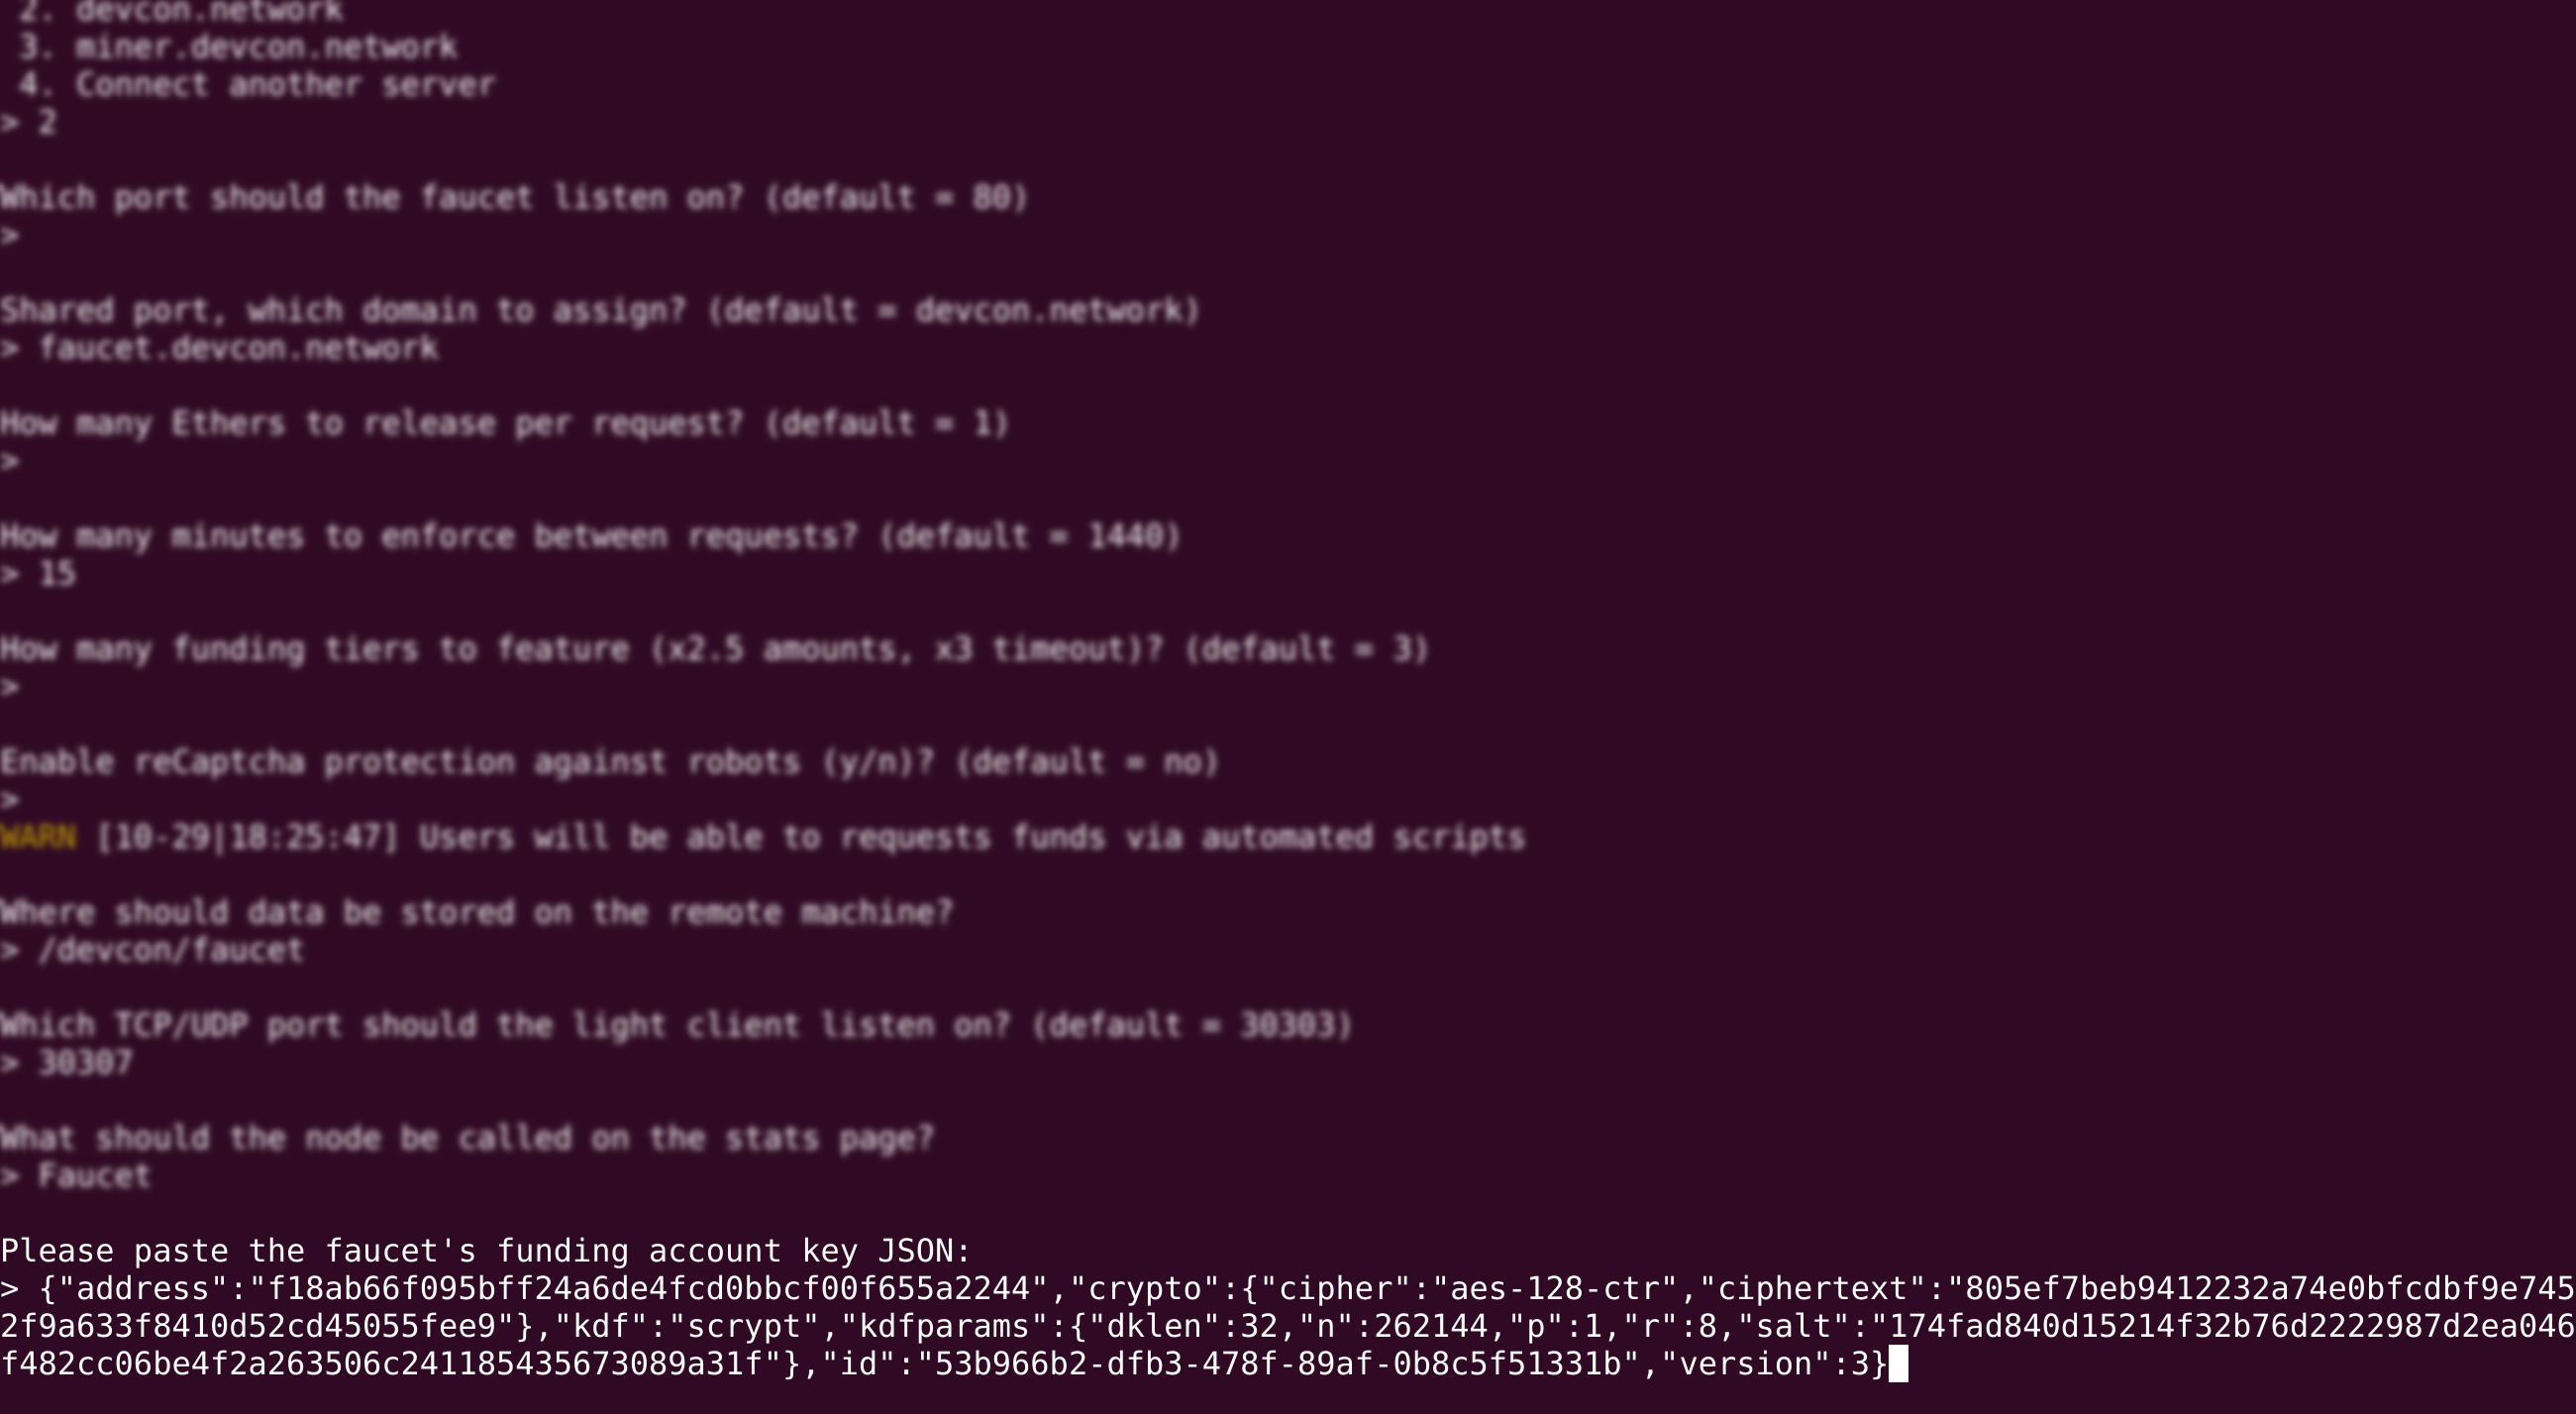 2. devcon.network
3. miner.devcon.network
4. Connect another server
> 2
Which port should the faucet listen on? (default = 80)
>
Shared port, which domain to assign? (default = devcon.network)
> faucet.devcon.network
How many Ethers to release per request? (default = 1)
>
How many minutes to enforce between requests? (default = 1440)
> 15
How many funding tiers to feature (x2.5 amounts, x3 timeout)? (default = 3)
>
Enable reCaptcha protection against robots (y/n)? (default = no)
>
WARN [10-29|18:25:47] Users will be able to requests funds via automated scripts
Where should data be stored on the remote machine?
> /devcon/faucet
Which TCP/UDP port should the light client listen on? (default = 30303)
> 30307
What should the node be called on the stats page?
> Faucet
Please paste the faucet's funding account key JSON:
> {"address":"f18ab66f095bff24a6de4fcd0bbcf00f655a2244","crypto":{"cipher":"aes-128-ctr","ciphertext":"805ef7beb9412232a74e0bfcdbf9e745
2f9a633f8410d52cd45055fee9"},"kdf":"scrypt","kdfparams":{"dklen":32,"n":262144,"p":1,"r":8,"salt":"174fad840d15214f32b76d2222987d2ea046
f482cc06be4f2a263506c241185435673089a31f"},"id":"53b966b2-dfb3-478f-89af-0b8c5f51331b","version":3}